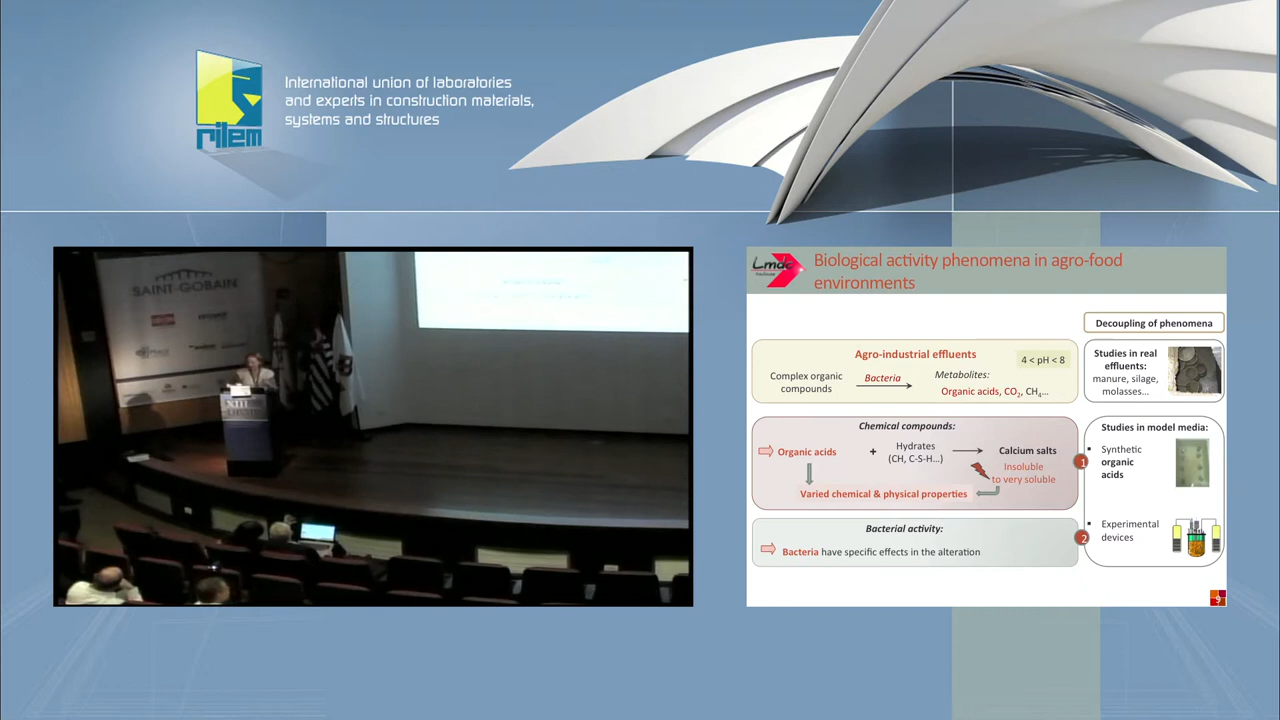 International union of laboratories
and experts in construction materials,
systems and structures
rilem
SAINT-GOBAIN
Lmdc
Biological activity phenomena in agro-food
environments
Decoupling of phenomena
Agro-industrial effluents
4 < pH < 8
Complex organic
compounds
Bacteria
Metabolites:
Organic acids, CO2, CH4...
Studies in real
effluents:
manure, silage,
molasses...
Chemical compounds:
Organic acids
+
Hydrates
(CH, C-S-H...)
Calcium salts
Insoluble
to very soluble
Varied chemical & physical properties
1
Studies in model media:
▪ Synthetic
organic
acids
Bacterial activity:
Bacteria have specific effects in the alteration
2
▪ Experimental
devices
9